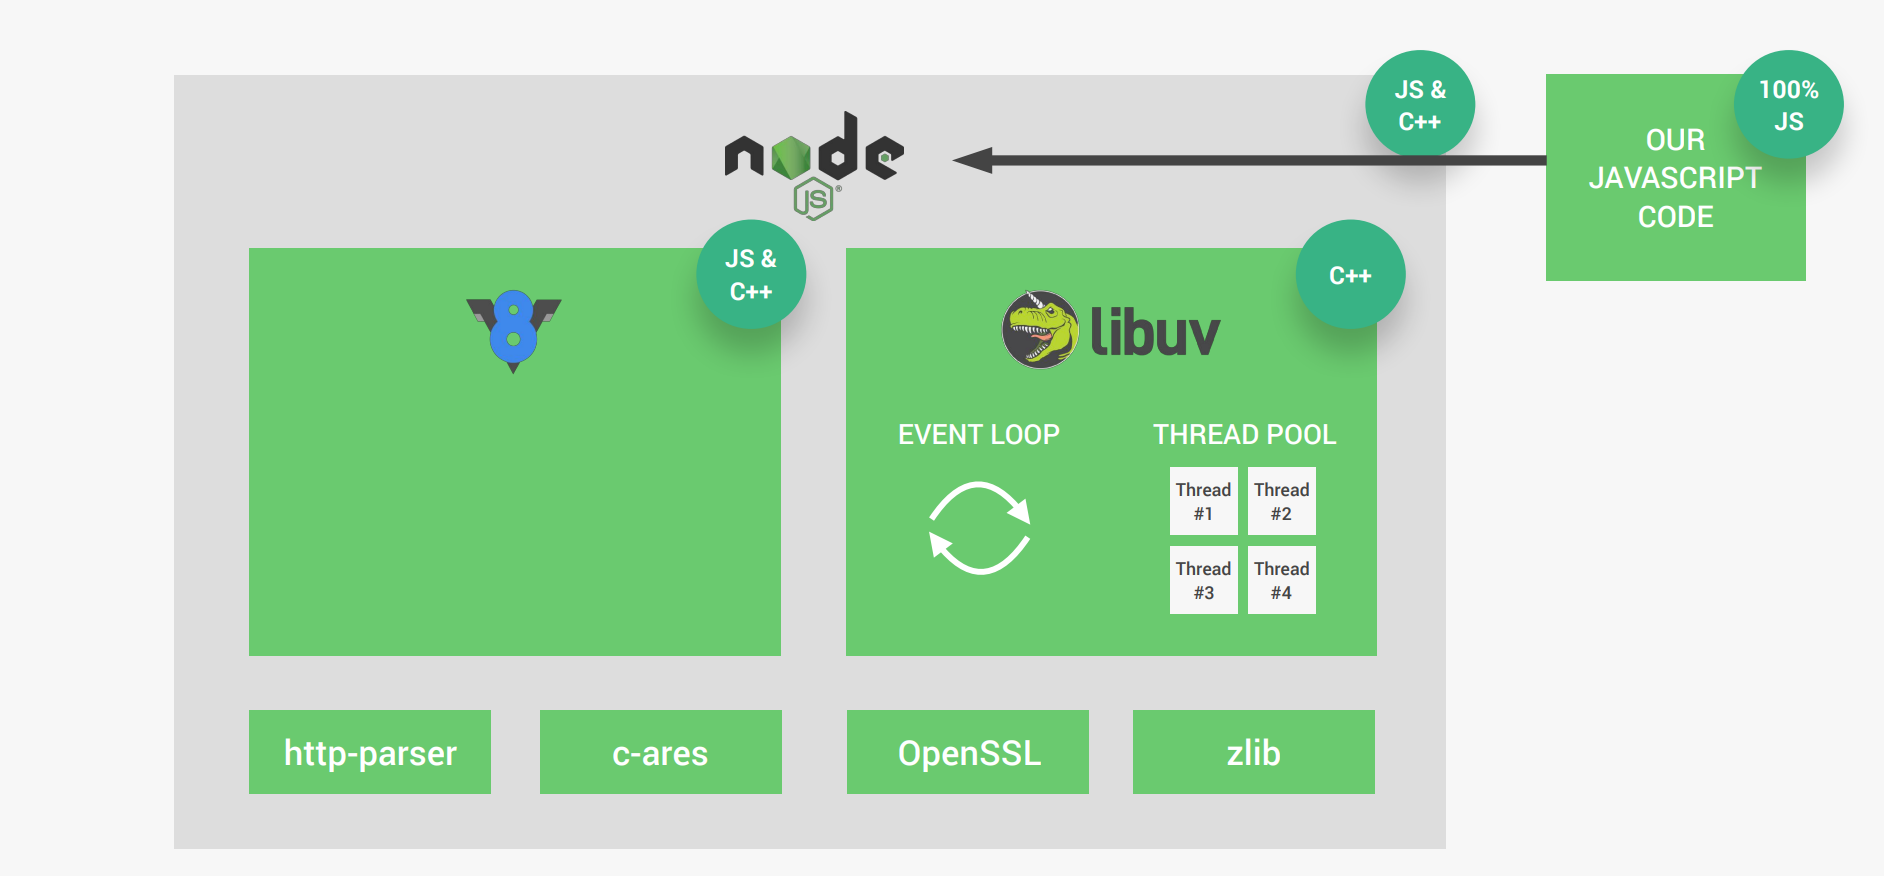 node
JS
®
JS &
C++
100%
JS
OUR
JAVASCRIPT
CODE
8
JS &
C++
libuv
C++
EVENT LOOP
THREAD POOL
Thread
#1
Thread
#2
Thread
#3
Thread
#4
http-parser
c-ares
OpenSSL
zlib